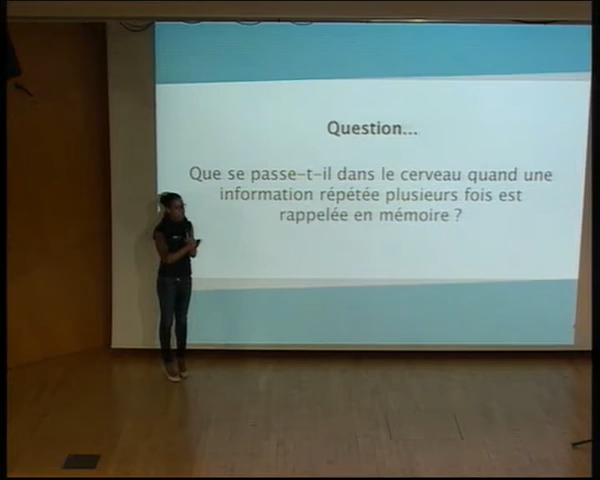 Question...
Que se passe-t-il dans le cerveau quand une
information répétée plusieurs fois est
rappelée en mémoire ?